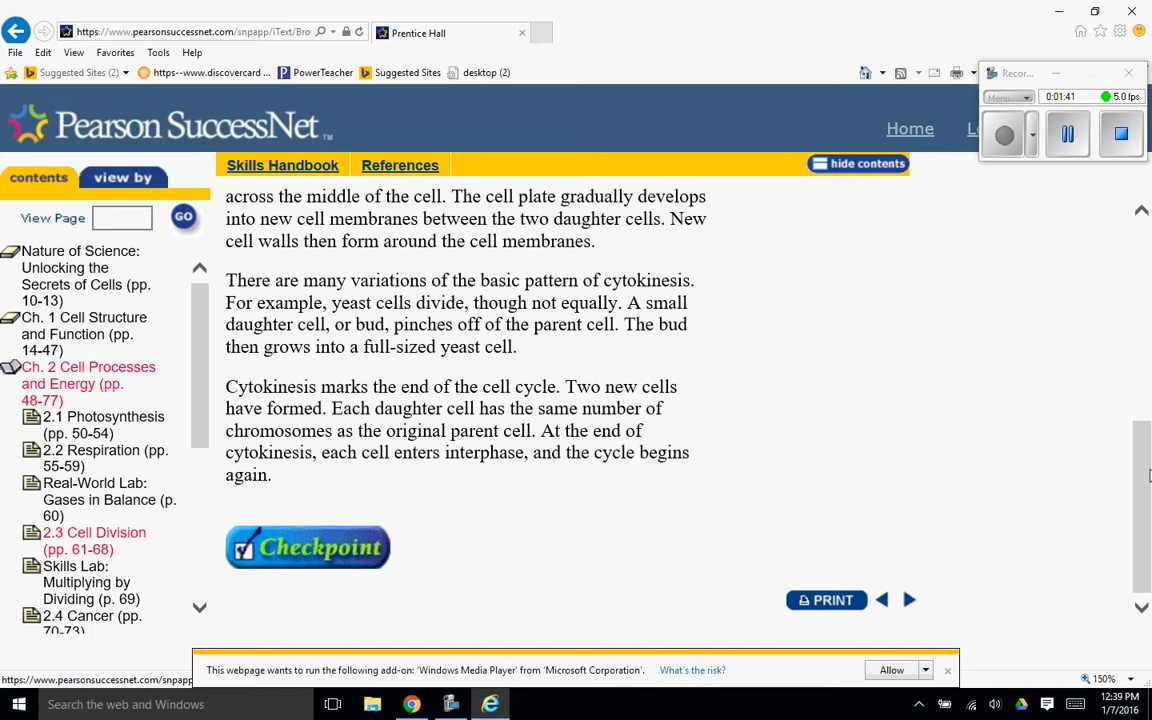 https://www.pearsonsuccessnet.com/snpapp/iText/Bro
Prentice Hall
File Edit View Favorites Tools Help
Suggested Sites (2) https--www.discovercard ... PowerTeacher Suggested Sites desktop (2)
Recor...
Menu 0:01:41 5.0 fps
Pearson SuccessNet™
Home
contents view by
Skills Handbook References hide contents
View Page GO
Nature of Science:
Unlocking the
Secrets of Cells (pp.
10-13)
Ch. 1 Cell Structure
and Function (pp.
14-47)
Ch. 2 Cell Processes
and Energy (pp.
48-77)
2.1 Photosynthesis
(pp. 50-54)
2.2 Respiration (pp.
55-59)
Real-World Lab:
Gases in Balance (p.
60)
2.3 Cell Division
(pp. 61-68)
Skills Lab:
Multiplying by
Dividing (p. 69)
2.4 Cancer (pp.
70-73)
across the middle of the cell. The cell plate gradually develops
into new cell membranes between the two daughter cells. New
cell walls then form around the cell membranes.
There are many variations of the basic pattern of cytokinesis.
For example, yeast cells divide, though not equally. A small
daughter cell, or bud, pinches off of the parent cell. The bud
then grows into a full-sized yeast cell.
Cytokinesis marks the end of the cell cycle. Two new cells
have formed. Each daughter cell has the same number of
chromosomes as the original parent cell. At the end of
cytokinesis, each cell enters interphase, and the cycle begins
again.
Checkpoint
PRINT
This webpage wants to run the following add-on: 'Windows Media Player' from 'Microsoft Corporation'. What's the risk? Allow
https://www.pearsonsuccessnet.com/snpapp
150%
Search the web and Windows
12:39 PM
1/7/2016